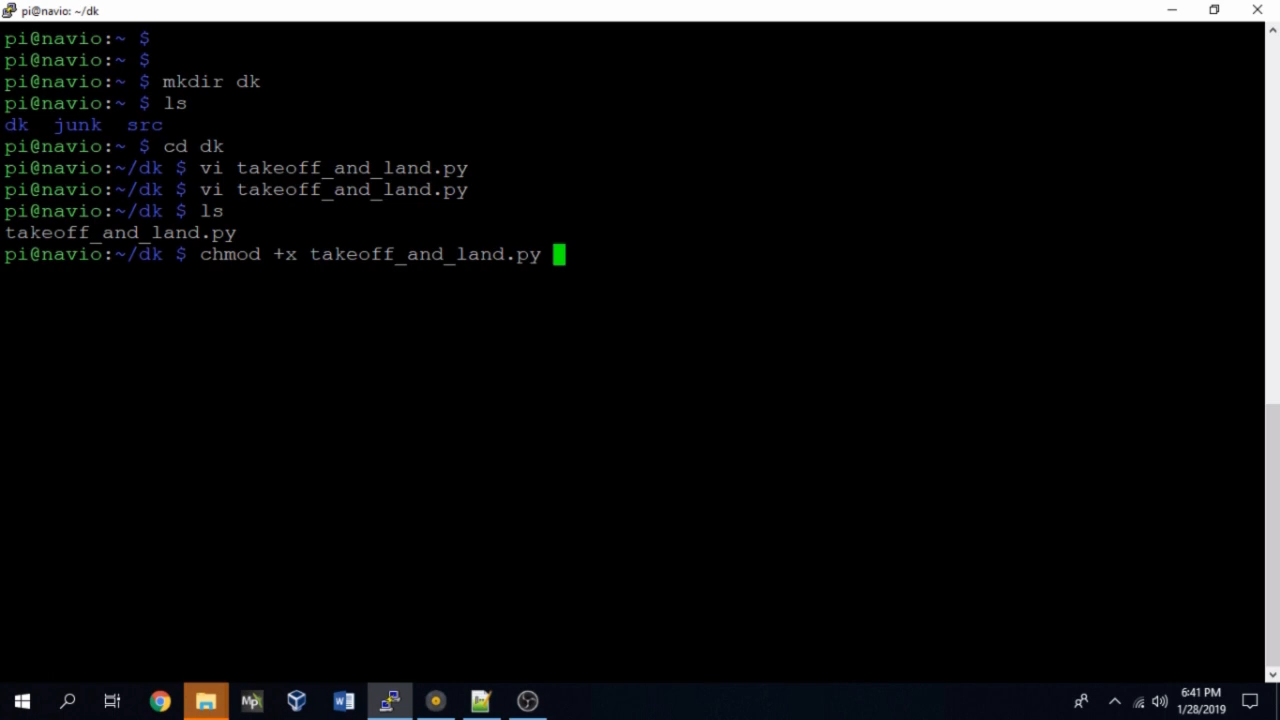 pi@navio: ~/dk
pi@navio:~ $
pi@navio:~ $
pi@navio:~ $ mkdir dk
pi@navio:~ $ ls
dk junk src
pi@navio:~ $ cd dk
pi@navio:~/dk $ vi takeoff_and_land.py
pi@navio:~/dk $ vi takeoff_and_land.py
pi@navio:~/dk $ ls
takeoff_and_land.py
pi@navio:~/dk $ chmod +x takeoff_and_land.py
Mp
6:41 PM
1/28/2019